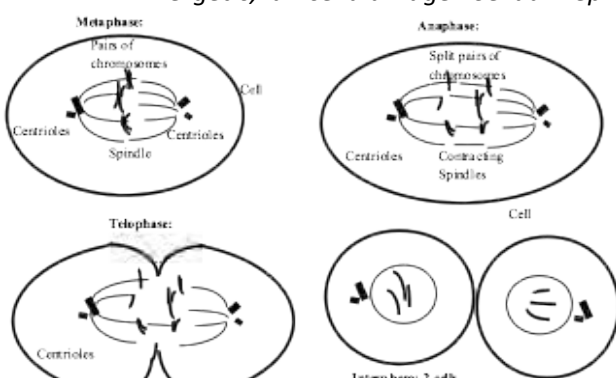 Metaphase:
Pairs of
chromosomes
Cell
Centrioles
Centrioles
Spindle
Anaphase:
Split pairs of
chromosomes
Centrioles
Contracting
Spindles
Cell
Telophase:
Centrioles